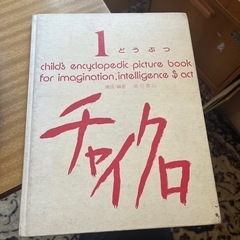 1
どうぶつ
child's encyclopedic picture book
for imagination, intelligence & act
チャイクロ